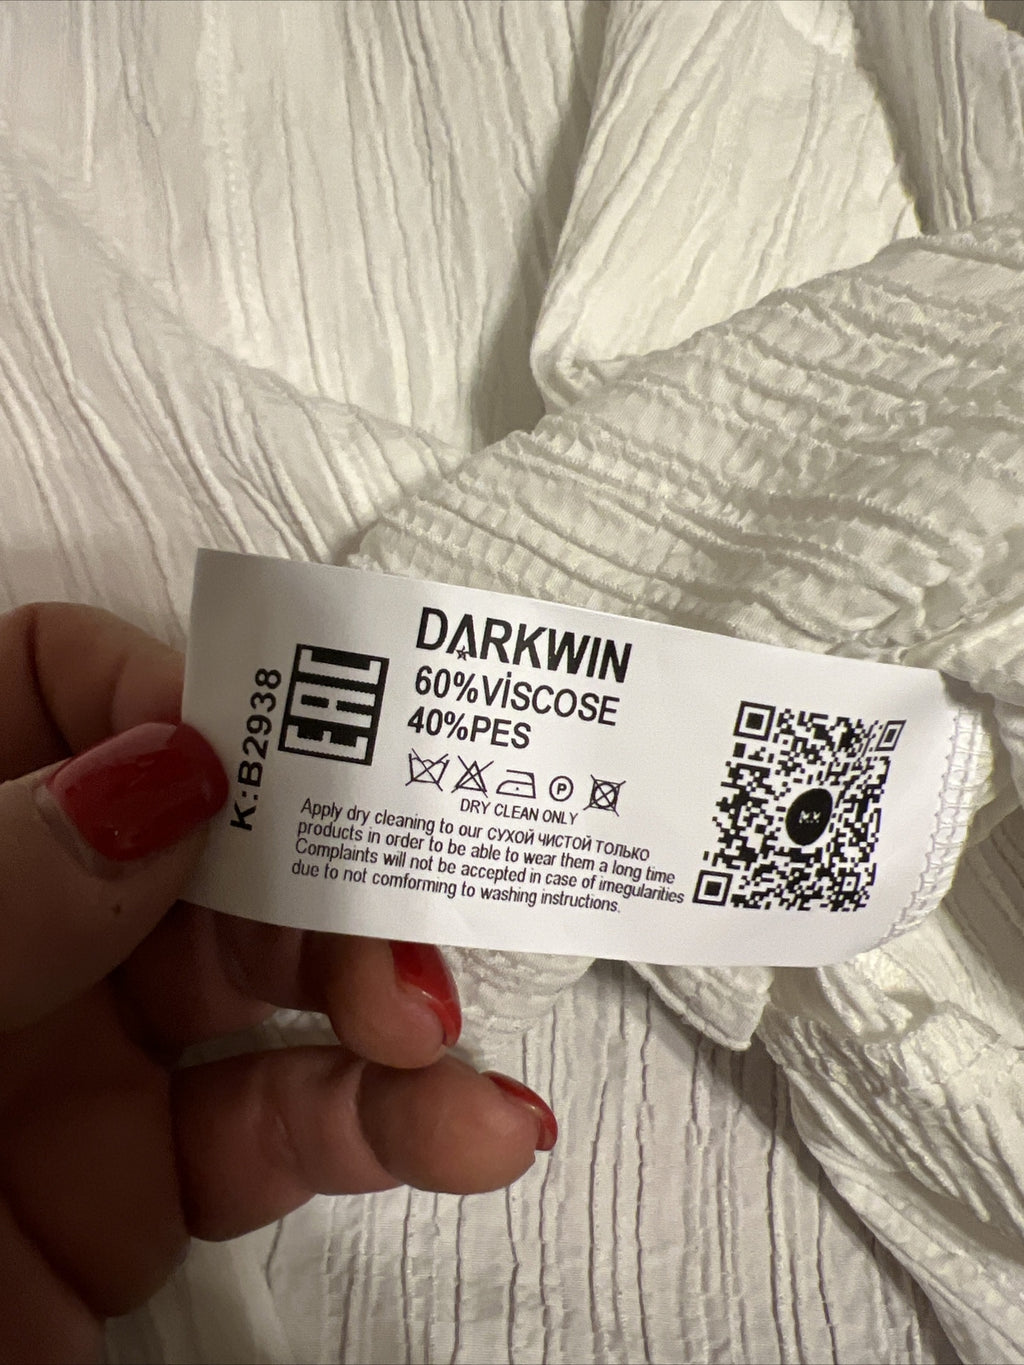 DARKWIN
60%VİSCOSE
40%PES
K:B2938
EAC
P
DRY CLEAN ONLY
Apply dry cleaning to our СУХОЙ ЧИСТОЙ ТОЛЬКО
products in order to be able to wear them a long time
Complaints will not be accepted in case of imegularities
due to not comforming to washing instructions.
M.X